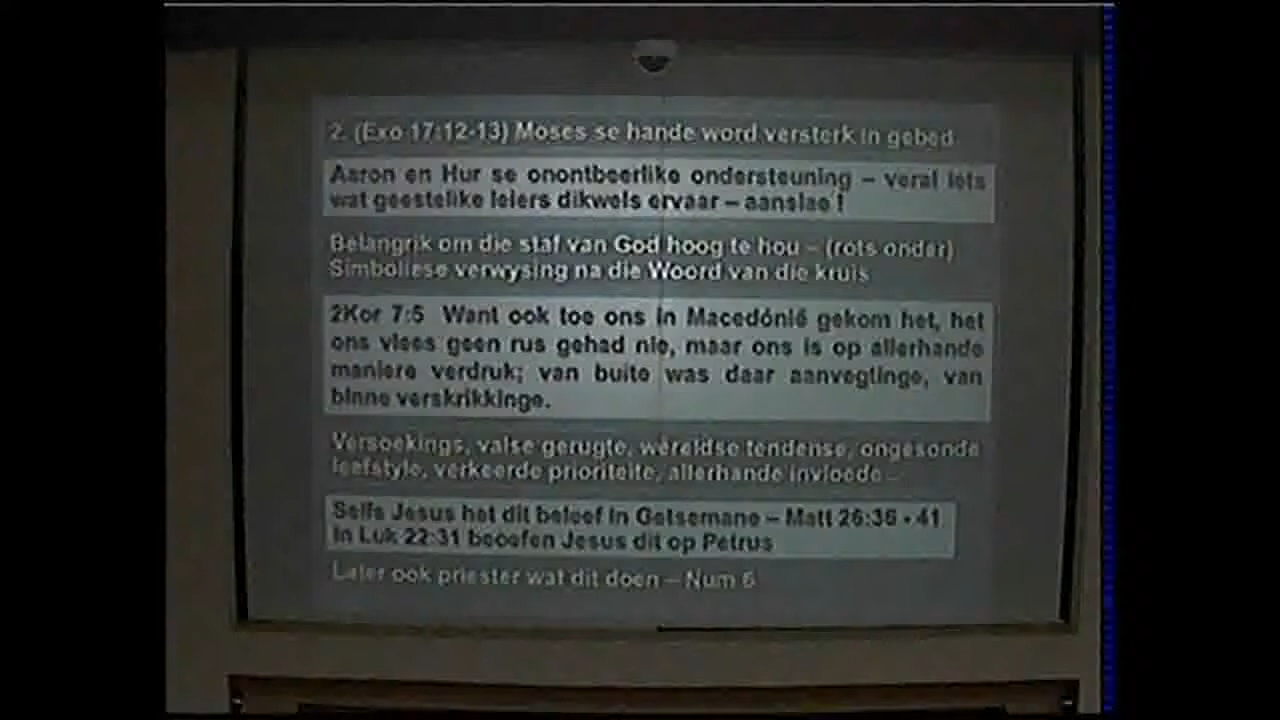 2. (Exo 17:12-13) Moses se hande word versterk in gebed
Aaron en Hur se onontbeerlike ondersteuning – veral iets
wat geestelike leiers dikwels ervaar – aanslae !
Belangrik om die staf van God hoog te hou – (rots onder)
Simboliese verwysing na die Woord van die kruis
2Kor 7:5 Want ook toe ons in Macedónië gekom het, het
ons vlees geen rus gehad nie, maar ons is op allerhande
maniere verdruk; van buite was daar aanvegtinge, van
binne verskrikkinge.
Versoekings, valse gerugte, wêreldse tendense, ongesonde
leefstyle, verkeerde prioriteite, allerhande invloede –
Selfs Jesus het dit beleef in Getsemane – Matt 26:36 - 41
In Luk 22:31 beoefen Jesus dit op Petrus
Later ook priester wat dit doen – Num 6